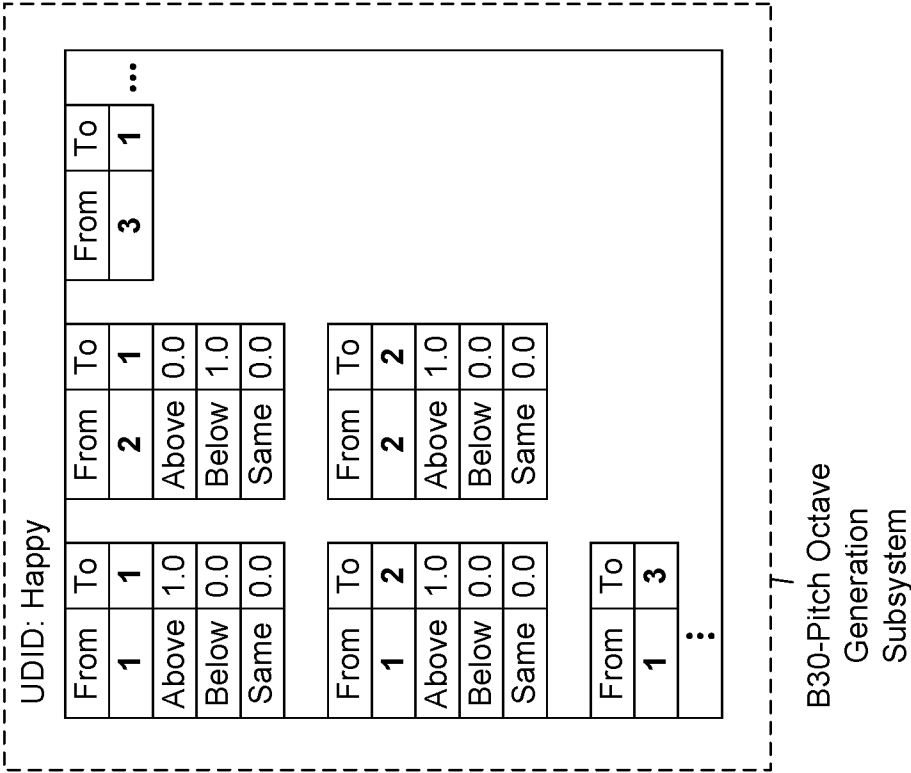 UDID: Happy
From To
1 1
Above 1.0
Below 0.0
Same 0.0
From To
2 1
Above 0.0
Below 1.0
Same 0.0
From To
3 1
...
From To
1 2
Above 1.0
Below 0.0
Same 0.0
From To
2 2
Above 1.0
Below 0.0
Same 0.0
From To
1 3
...
B30-Pitch Octave
Generation
Subsystem